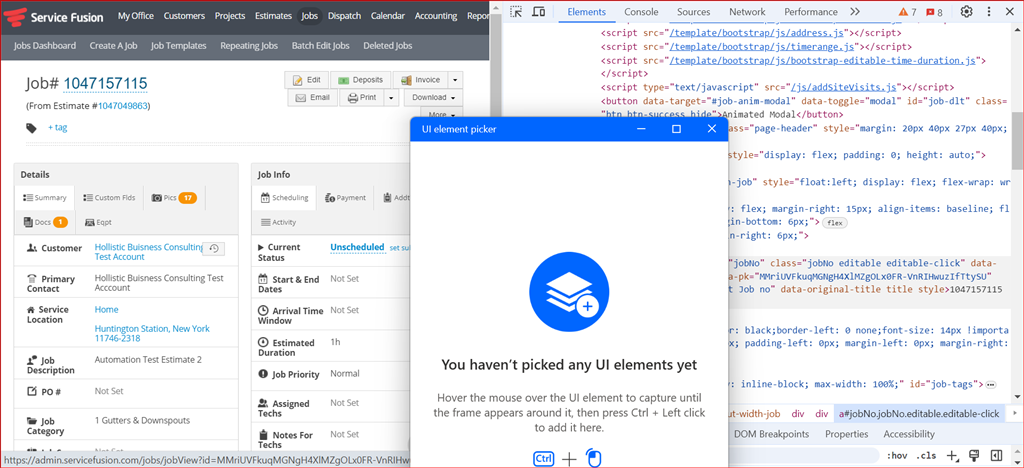 Service Fusion
My Office Customers Projects Estimates Jobs Dispatch Calendar Accounting Repor
Jobs Dashboard Create A Job Job Templates Repeating Jobs Batch Edit Jobs Deleted Jobs
Job# 1047157115
(From Estimate #1047049863)
+ tag
Edit Deposits Invoice
Email Print Download
More
Details
Summary Custom Flds Pics 17
Docs 1 Eqpt
Customer Hollistic Buisness Consulting Test Account
Primary Contact Hollistic Buisness Consulting Test Acccount
Service Location Home
Huntington Station, New York 11746-2318
Job Description Automation Test Estimate 2
PO # Not Set
Job Category 1 Gutters & Downspouts
Job Info
Scheduling Payment Addt
Activity
Current Status Unscheduled set su
Start & End Dates Not Set
Arrival Time Window Not Set
Estimated Duration 1h
Job Priority Normal
Assigned Techs Not Set
Notes For Techs Not Set
https://admin.servicefusion.com/jobs/jobView?id=MMriUVFkuqMGNgH4XlMZgOLx0FR-VnRIHw
UI element picker
You haven't picked any UI elements yet
Hover the mouse over the UI element to capture until
the frame appears around it, then press Ctrl + Left click
to add it here.
Ctrl +
Elements Console Sources Network Performance >> 7 8
<script src="/template/bootstrap/js/address.js"></script>
<script src="/template/bootstrap/js/timerange.js"></script>
<script src="/template/bootstrap/js/bootstrap-editable-time-duration.js">
</script>
<script type="text/javascript" src="/js/addSiteVisits.js"></script>
<button data-target="#job-anim-modal" data-toggle="modal" id="job-dlt" class=
"btn btn-success hide">Animated Modal</button>
lass="page-header" style="margin: 20px 40px 27px 40px;
style="display: flex; padding: 0; height: auto;">
n-job" style="float:left; display: flex; flex-wrap: wr
y: flex; margin-right: 15px; align-items: baseline; fl
gin-bottom: 6px;"> flex
n-right: 6px;">
"jobNo" class="jobNo editable editable-click" data-
a-pk="MMriUVFkuqMGNgH4XlMZgOLx0FR-VnRIHwuzIfTtySU"
t Job no" data-original-title title style>1047157115
or: black;border-left: 0 none;font-size: 14px !importa
px; padding-left: 0px; margin-left: 0px; margin-right:
y: inline-block; max-width: 100%;" id="job-tags">
ut-width-job div div a#jobNo.jobNo.editable.editable-click
DOM Breakpoints Properties Accessibility
:hov .cls